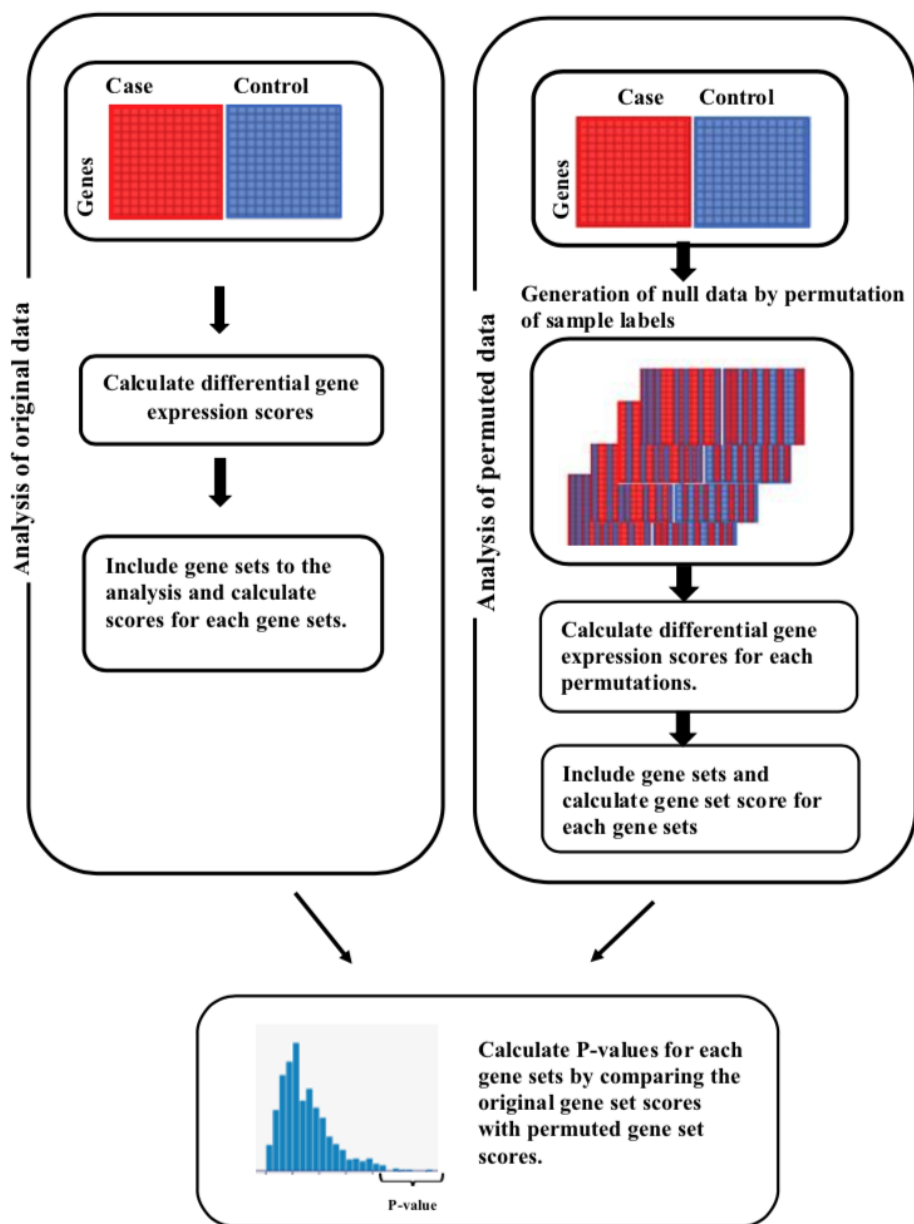 Analysis of original data
Case Control
Genes
Calculate differential gene
expression scores
Include gene sets to the
analysis and calculate
scores for each gene sets.
Analysis of permuted data
Case Control
Genes
Generation of null data by permutation
of sample labels
Calculate differential gene
expression scores for each
permutations.
Include gene sets and
calculate gene set score for
each gene sets
Calculate P-values for each
gene sets by comparing the
original gene set scores
with permuted gene set
scores.
P-value